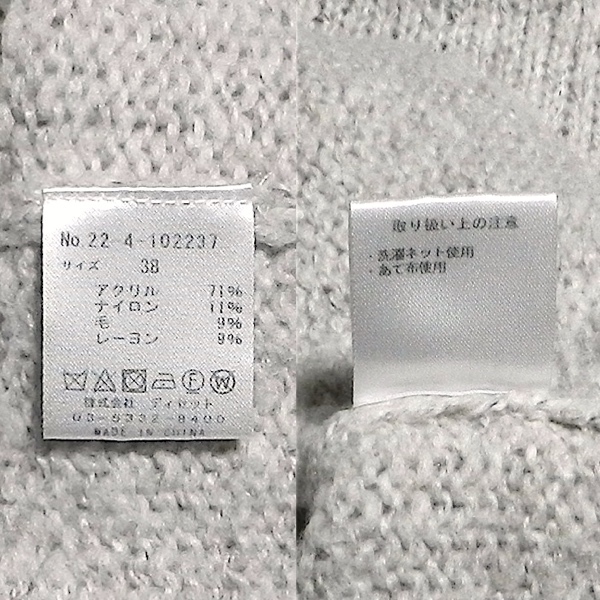 No.22-4-102237
サイズ 38
アクリル 71%
ナイロン 11%
毛 9%
レーヨン 9%
F W
株式会社 ディレット
03-5332-8400
MADE IN CHINA
取り扱い上の注意
・洗濯ネット使用
・あて布使用